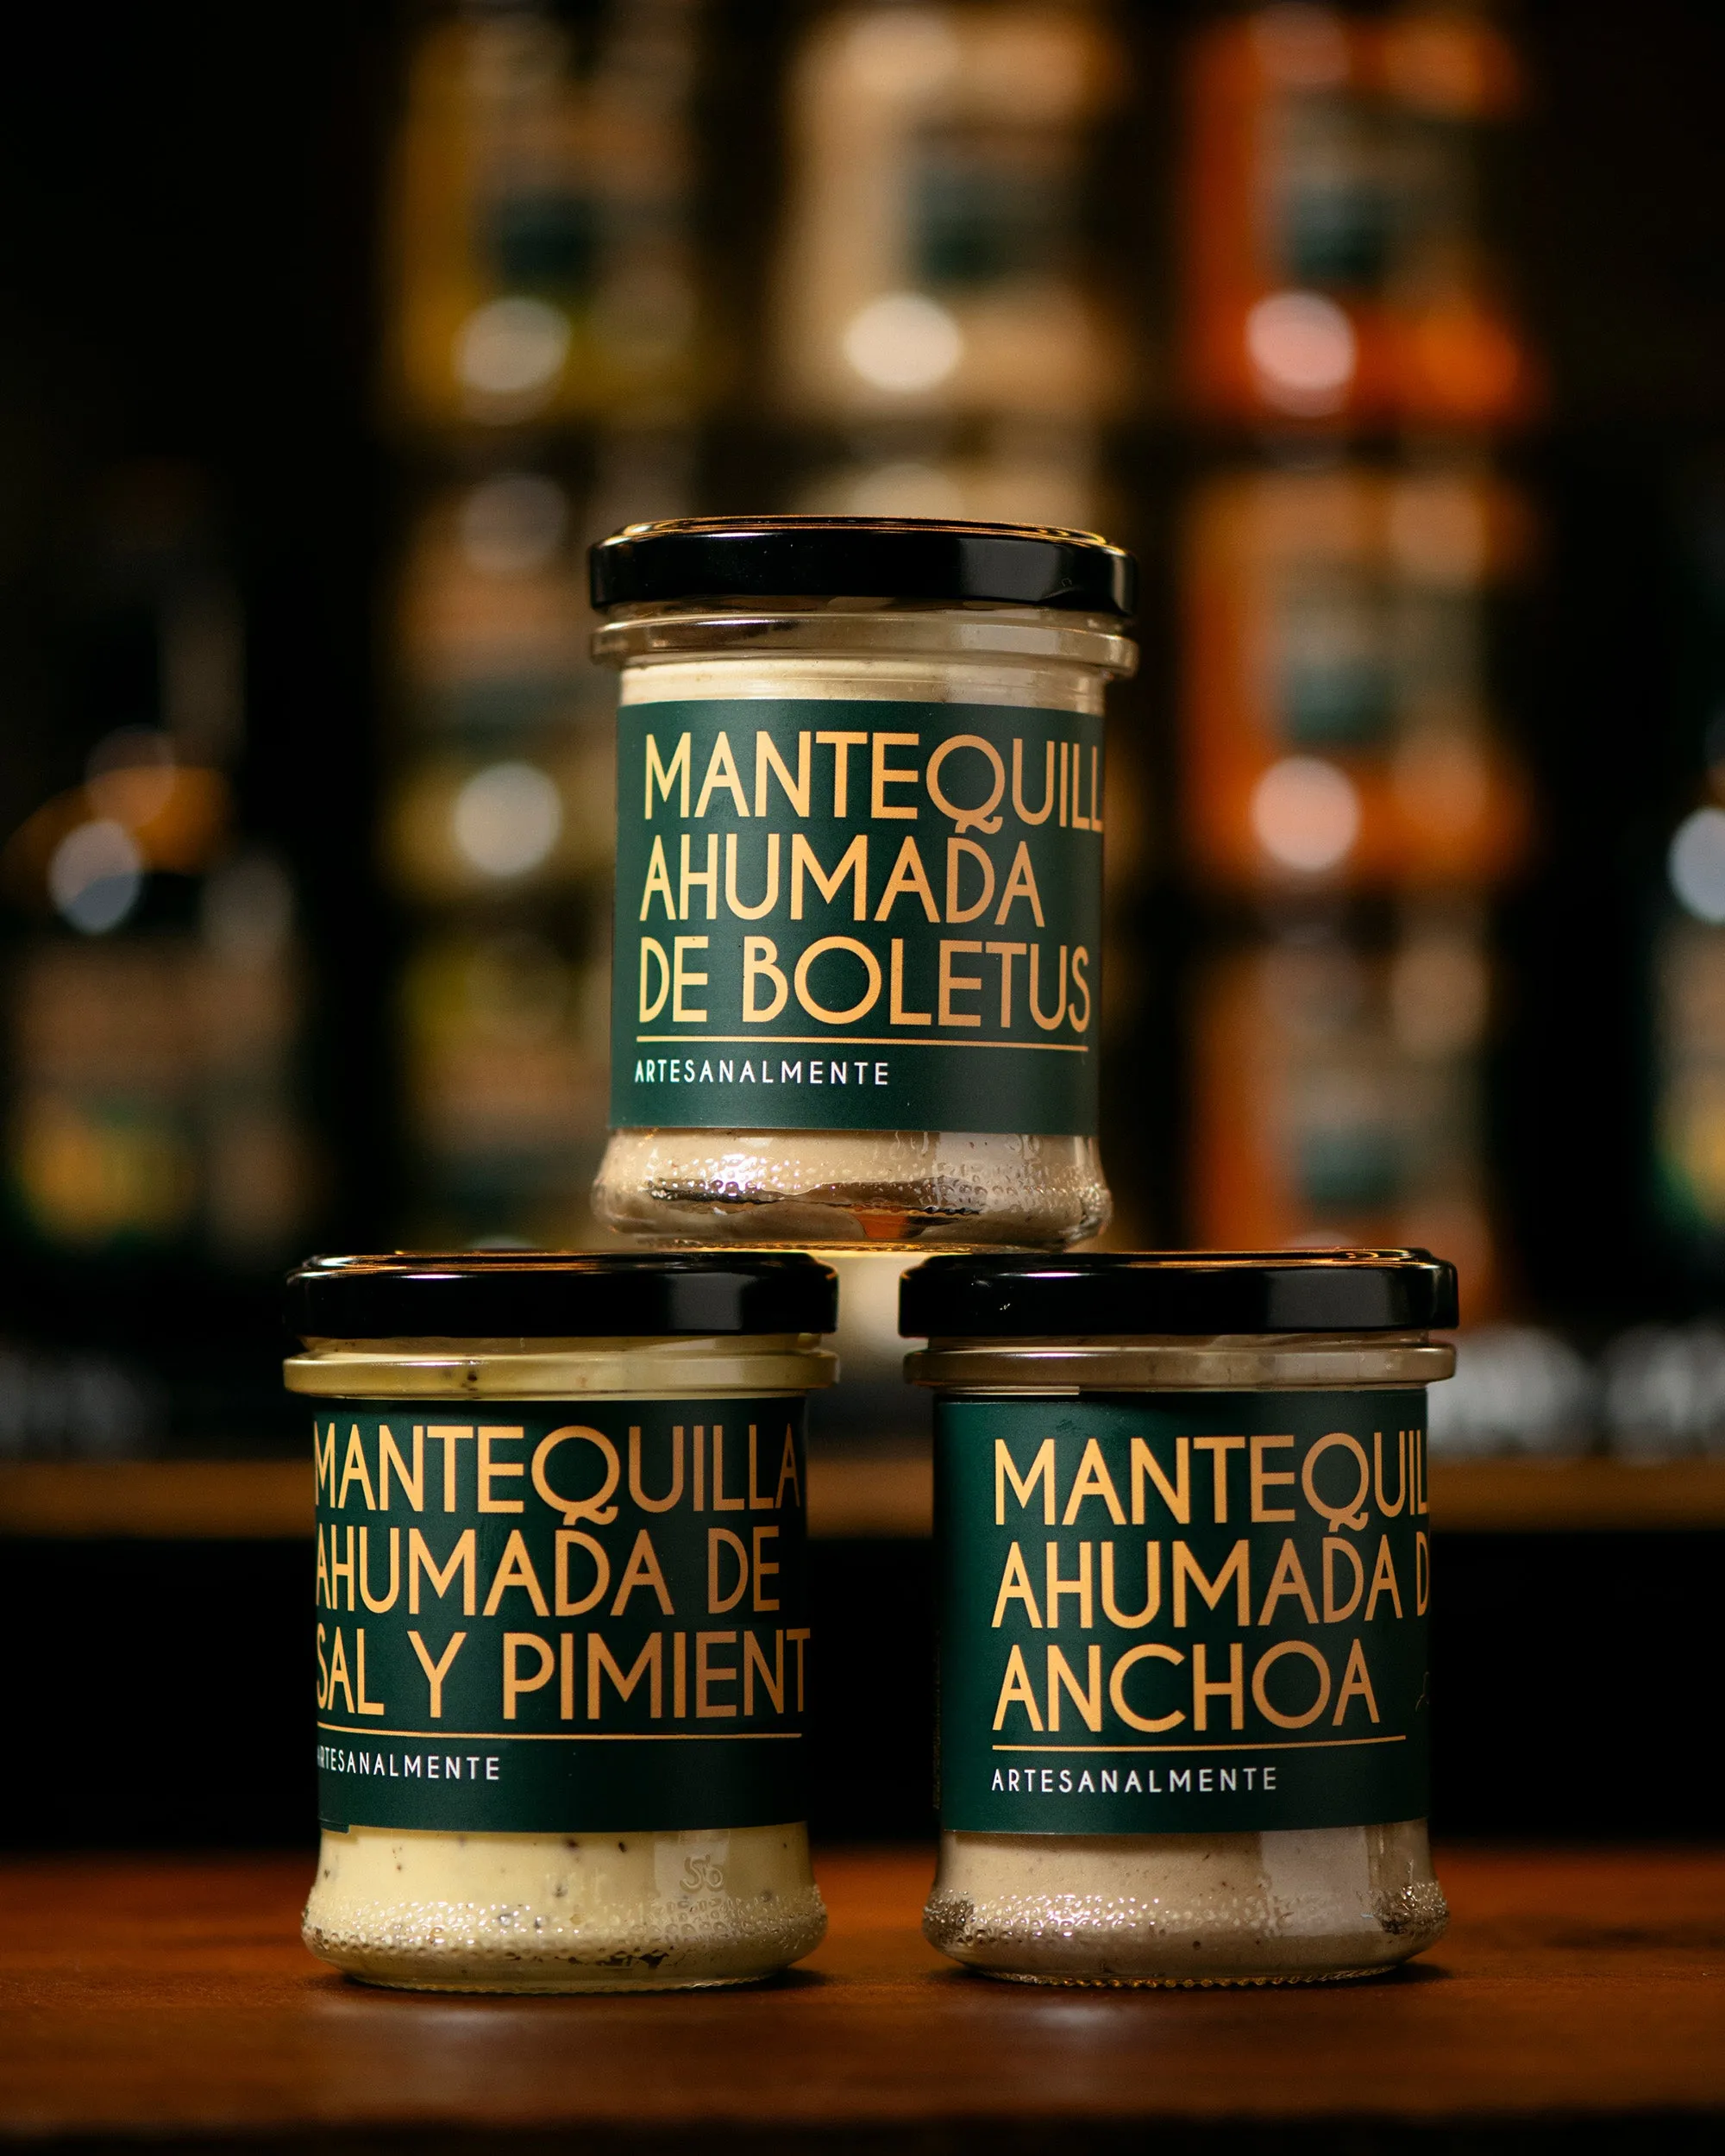 MANTEQUILL
AHUMADA
DE BOLETUS
ARTESANALMENTE
MANTEQUILLA
AHUMADA DE
SAL Y PIMIENT
ARTESANALMENTE
MANTEQUIL
AHUMADA D
ANCHOA
ARTESANALMENTE